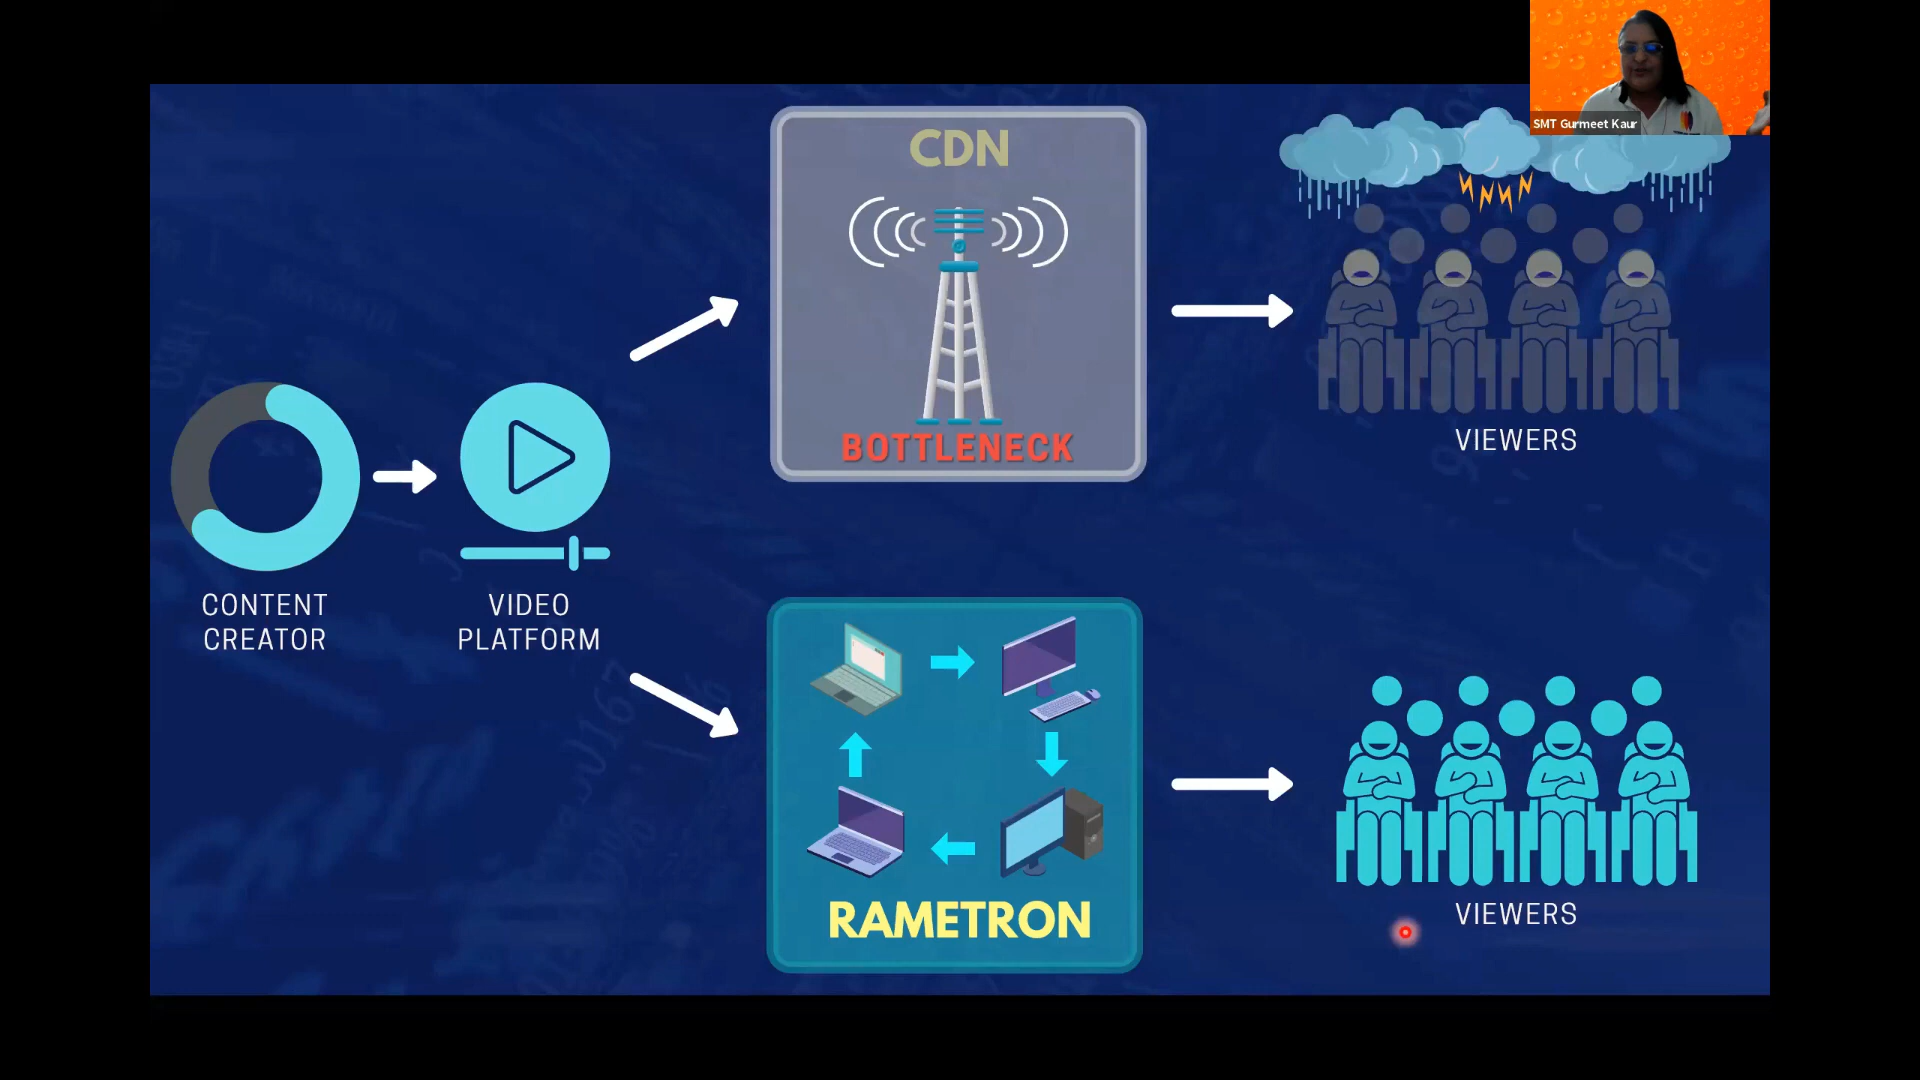 SMT Gurmeet Kaur
CDN
BOTTLENECK
VIEWERS
CONTENT
CREATOR
VIDEO
PLATFORM
RAMETRON
VIEWERS